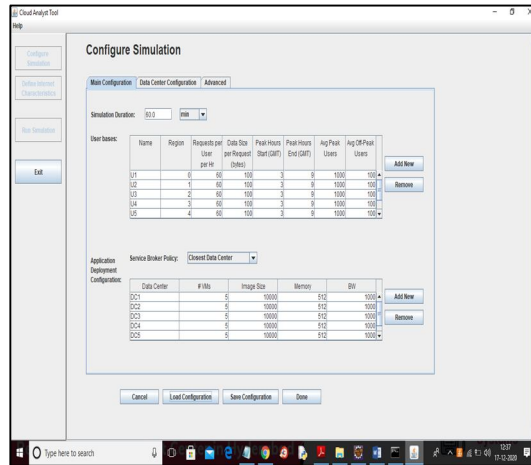 Cloud Analyst Tool
Help
Configure Simulation
Define Internet Characteristics
Run Simulation
Exit
Configure Simulation
Main Configuration Data Center Configuration Advanced
Simulation Duration: 60.0 min
User bases:
Name Region Requests per User per Hr Data Size per Request (bytes) Peak Hours Start (GMT) Peak Hours End (GMT) Avg Peak Users Avg Off-Peak Users
U1 0 60 100 3 9 1000 100
U2 1 60 100 3 9 1000 100
U3 2 60 100 3 9 1000 100
U4 3 60 100 3 9 1000 100
U5 4 60 100 3 9 1000 100
Add New
Remove
Application Deployment Configuration:
Service Broker Policy: Closest Data Center
Data Center # VMs Image Size Memory BW
DC1 5 10000 512 1000
DC2 5 10000 512 1000
DC3 5 10000 512 1000
DC4 5 10000 512 1000
DC5 5 10000 512 1000
Add New
Remove
Cancel Load Configuration Save Configuration Done
Type here to search
12:37
17-12-2020